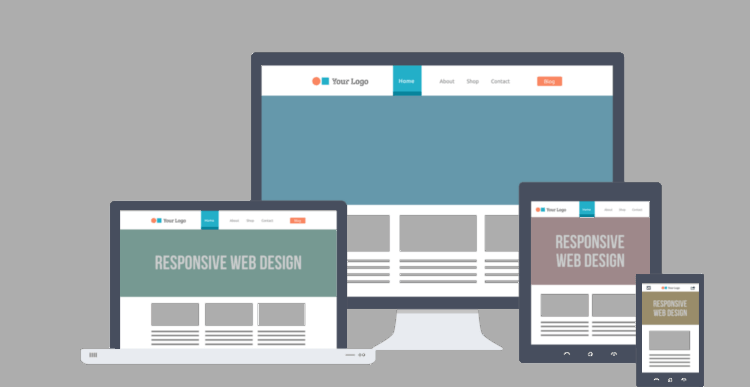 Your Logo Home About Shop Contact Blog
Your Logo Home About Shop Contact Blog
RESPONSIVE WEB DESIGN
Your Logo Home About Shop Contact
RESPONSIVE
WEB DESIGN
Your Logo
RESPONSIVE
WEB DESIGN